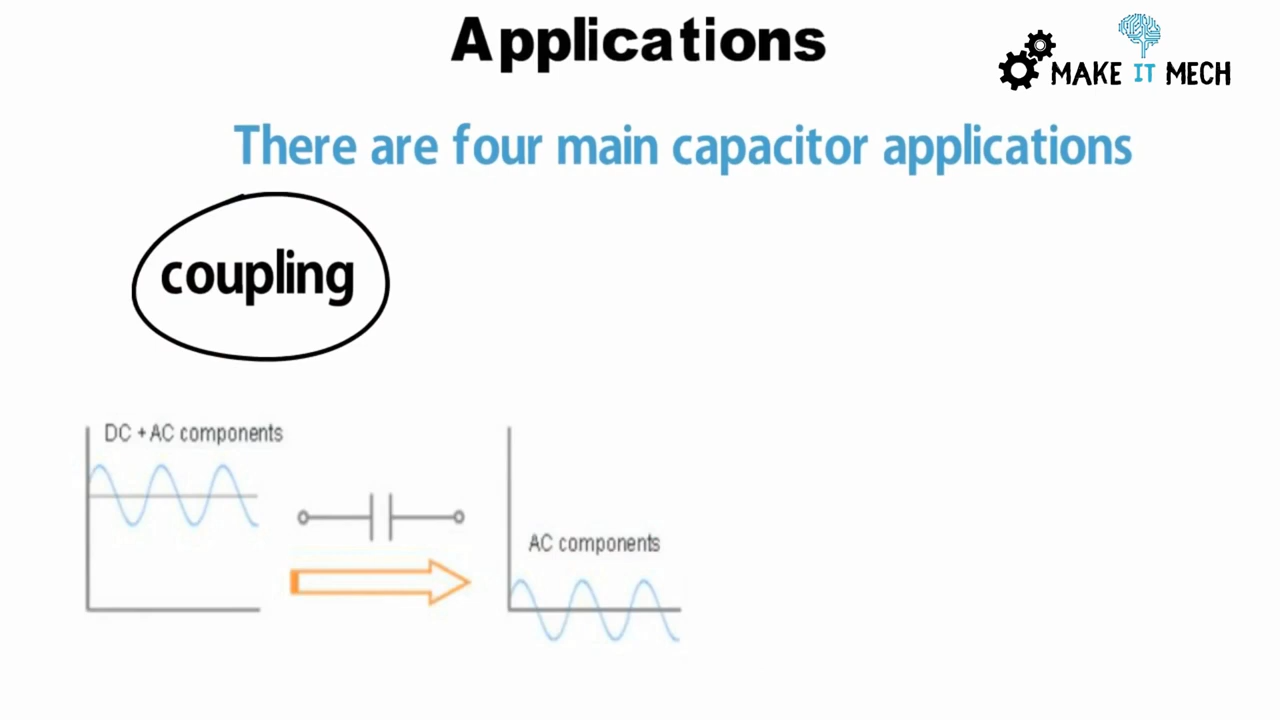 Applications
MAKE IT MECH
There are four main capacitor applications
coupling
DC + AC components
AC components